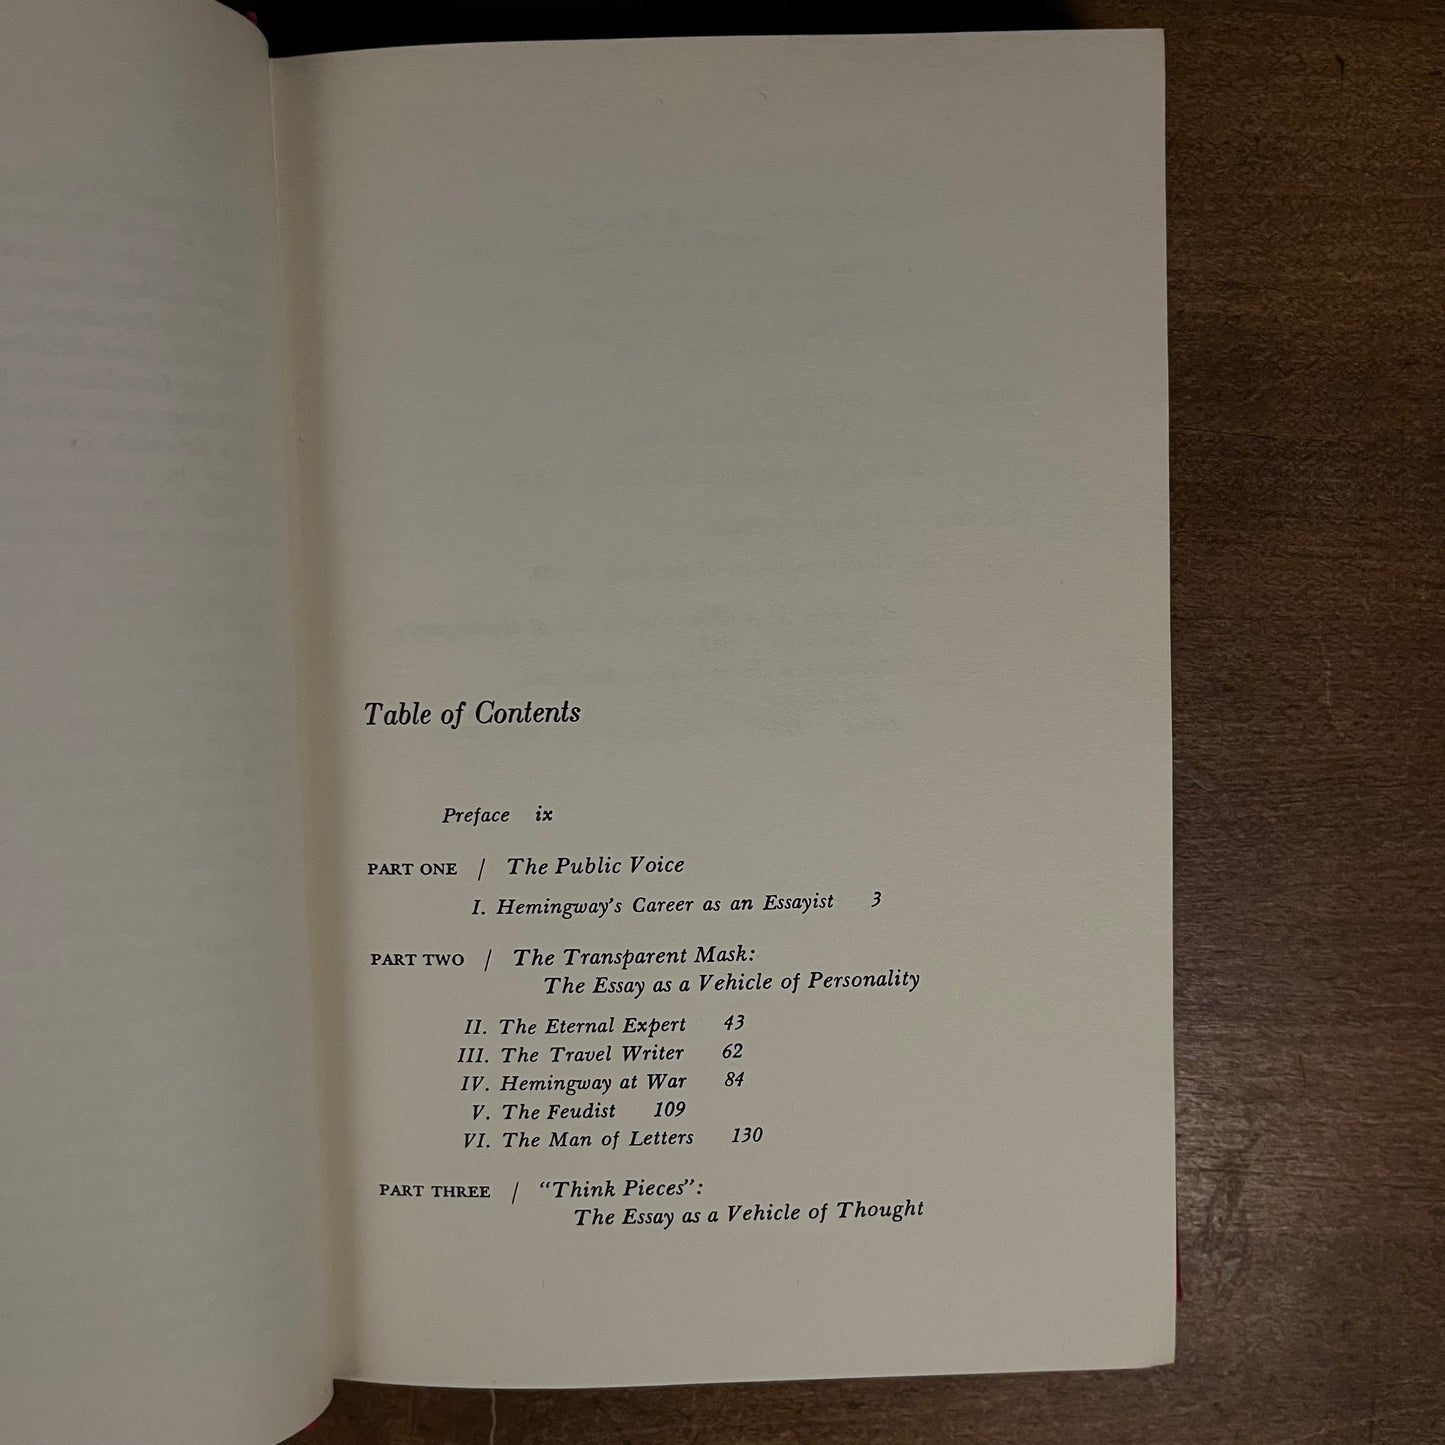 Table of Contents
Preface ix
PART ONE / The Public Voice
I. Hemingway's Career as an Essayist 3
PART TWO / The Transparent Mask:
The Essay as a Vehicle of Personality
II. The Eternal Expert 43
III. The Travel Writer 62
IV. Hemingway at War 84
V. The Feudist 109
VI. The Man of Letters 130
PART THREE / "Think Pieces":
The Essay as a Vehicle of Thought